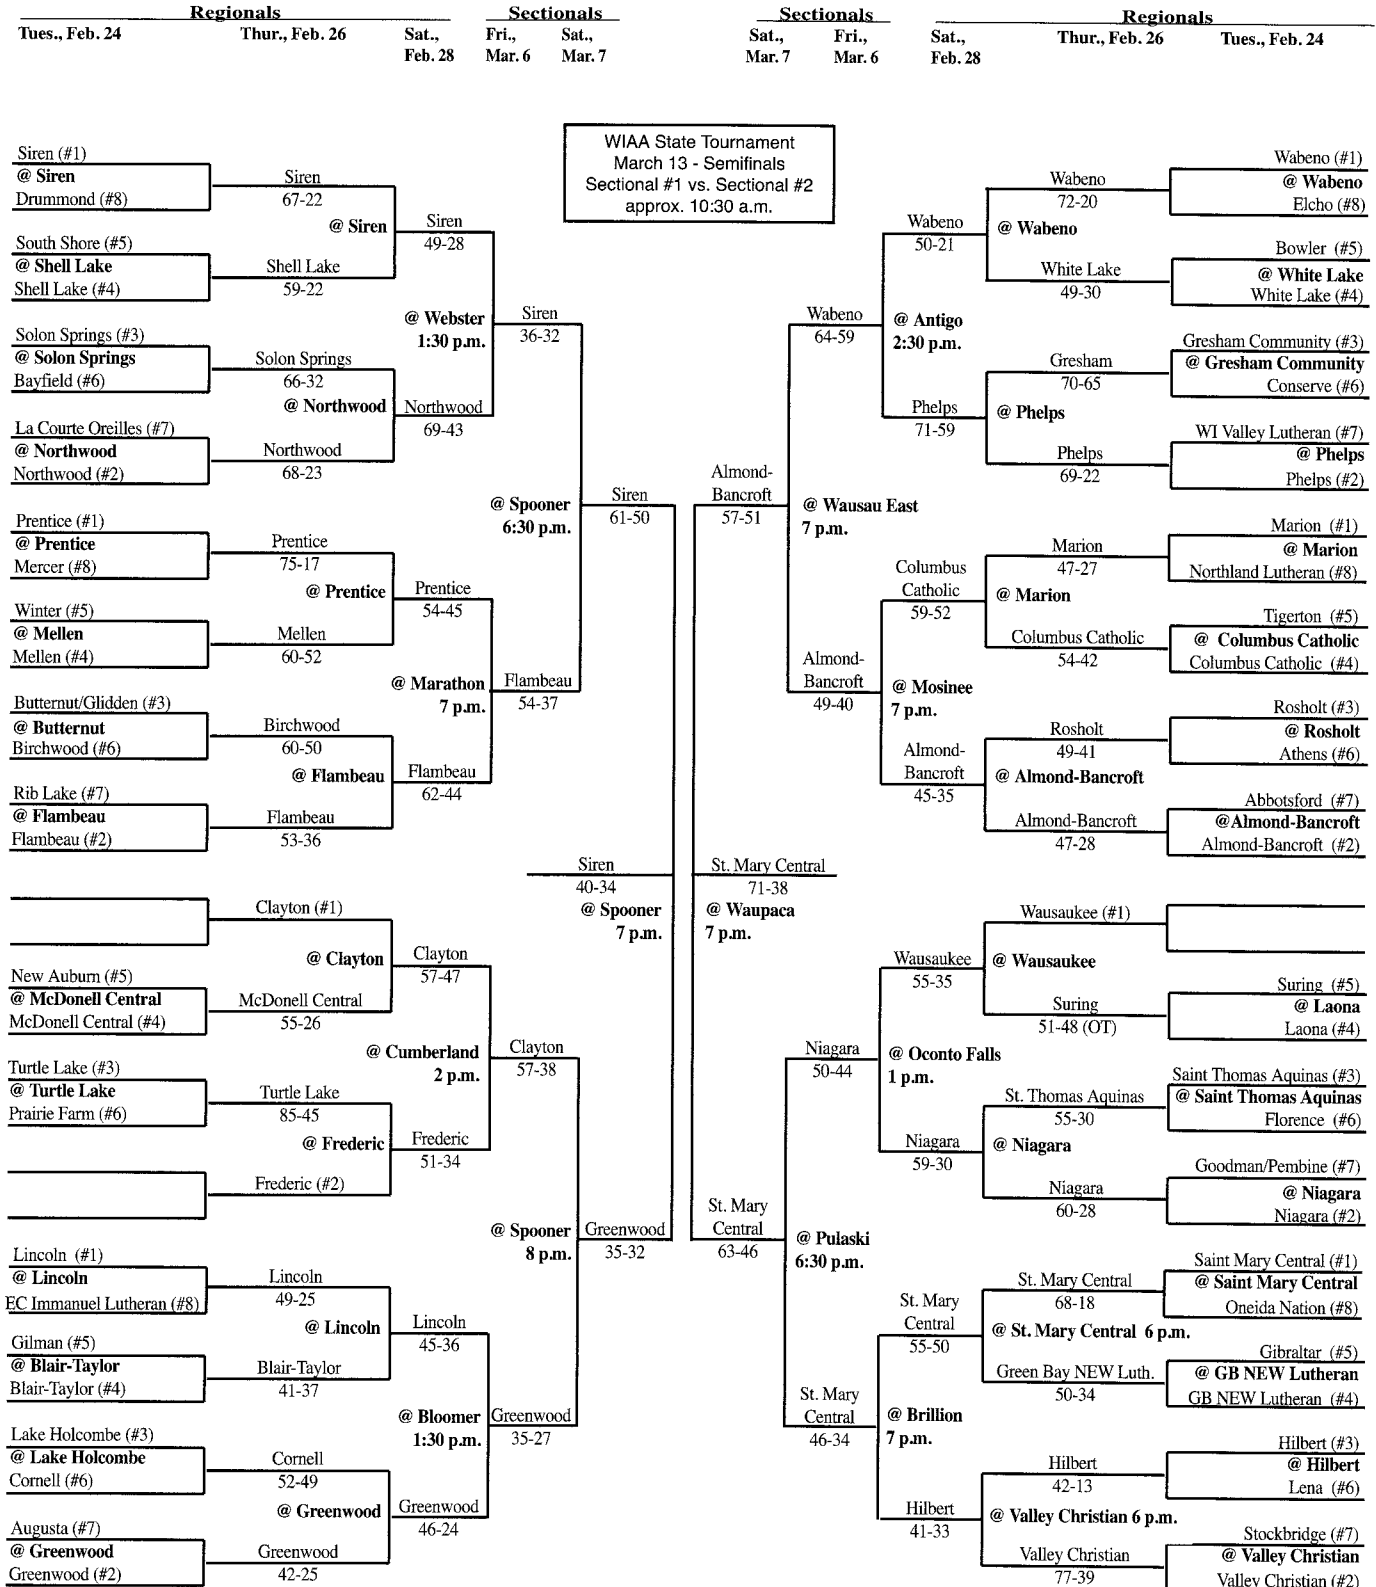 Regionals
Sectionals
Sectionals
Regionals
Tues., Feb. 24
Thur., Feb. 26
Sat.,
Feb. 28
Fri.,
Mar. 6
Sat.,
Mar. 7
Sat.,
Mar. 7
Fri.,
Mar. 6
Sat.,
Feb. 28
Thur., Feb. 26
Tues., Feb. 24
WIAA State Tournament
March 13 - Semifinals
Sectional #1 vs. Sectional #2
approx. 10:30 a.m.
Siren (#1)
@ Siren
Drummond (#8)
South Shore (#5)
@ Shell Lake
Shell Lake (#4)
Solon Springs (#3)
@ Solon Springs
Bayfield (#6)
La Courte Oreilles (#7)
@ Northwood
Northwood (#2)
Prentice (#1)
@ Prentice
Mercer (#8)
Winter (#5)
@ Mellen
Mellen (#4)
Butternut/Glidden (#3)
@ Butternut
Birchwood (#6)
Rib Lake (#7)
@ Flambeau
Flambeau (#2)
New Auburn (#5)
@ McDonell Central
McDonell Central (#4)
Turtle Lake (#3)
@ Turtle Lake
Prairie Farm (#6)
Lincoln (#1)
@ Lincoln
EC Immanuel Lutheran (#8)
Gilman (#5)
@ Blair-Taylor
Blair-Taylor (#4)
Lake Holcombe (#3)
@ Lake Holcombe
Cornell (#6)
Augusta (#7)
@ Greenwood
Greenwood (#2)
Siren
67-22
@ Siren
Shell Lake
59-22
Solon Springs
66-32
@ Northwood
Northwood
68-23
Prentice
75-17
@ Prentice
Mellen
60-52
Birchwood
60-50
@ Flambeau
Flambeau
53-36
Clayton (#1)
@ Clayton
McDonell Central
55-26
Turtle Lake
85-45
@ Frederic
Frederic (#2)
Lincoln
49-25
@ Lincoln
Blair-Taylor
41-37
Cornell
52-49
@ Greenwood
Greenwood
42-25
Siren
49-28
@ Webster
1:30 p.m.
Northwood
69-43
Prentice
54-45
@ Marathon
7 p.m.
Flambeau
62-44
Clayton
57-47
@ Cumberland
2 p.m.
Frederic
51-34
Lincoln
45-36
@ Bloomer
1:30 p.m.
Greenwood
46-24
Siren
36-32
@ Spooner
6:30 p.m.
Flambeau
54-37
Clayton
57-38
@ Spooner
8 p.m.
Greenwood
35-27
Siren
61-50
Siren
40-34
@ Spooner
7 p.m.
Greenwood
35-32
Almond-
Bancroft
57-51
St. Mary Central
71-38
@ Waupaca
7 p.m.
St. Mary
Central
63-46
Wabeno
64-59
@ Wausau East
7 p.m.
Almond-
Bancroft
49-40
Niagara
50-44
@ Pulaski
6:30 p.m.
St. Mary
Central
46-34
Wabeno
50-21
@ Antigo
2:30 p.m.
Phelps
71-59
Columbus
Catholic
59-52
@ Mosinee
7 p.m.
Almond-
Bancroft
45-35
Wausaukee
55-35
@ Oconto Falls
1 p.m.
Niagara
59-30
St. Mary
Central
55-50
@ Brillion
7 p.m.
Hilbert
41-33
Wabeno
72-20
@ Wabeno
White Lake
49-30
Gresham
70-65
@ Phelps
Phelps
69-22
Marion
47-27
@ Marion
Columbus Catholic
54-42
Rosholt
49-41
@ Almond-Bancroft
Almond-Bancroft
47-28
Wausaukee (#1)
@ Wausaukee
Suring
51-48 (OT)
St. Thomas Aquinas
55-30
@ Niagara
Niagara
60-28
St. Mary Central
68-18
@ St. Mary Central 6 p.m.
Green Bay NEW Luth.
50-34
Hilbert
42-13
@ Valley Christian 6 p.m.
Valley Christian
77-39
Wabeno (#1)
@ Wabeno
Elcho (#8)
Bowler (#5)
@ White Lake
White Lake (#4)
Gresham Community (#3)
@ Gresham Community
Conserve (#6)
WI Valley Lutheran (#7)
@ Phelps
Phelps (#2)
Marion (#1)
@ Marion
Northland Lutheran (#8)
Tigerton (#5)
@ Columbus Catholic
Columbus Catholic (#4)
Rosholt (#3)
@ Rosholt
Athens (#6)
Abbotsford (#7)
@Almond-Bancroft
Almond-Bancroft (#2)
Suring (#5)
@ Laona
Laona (#4)
Saint Thomas Aquinas (#3)
@ Saint Thomas Aquinas
Florence (#6)
Goodman/Pembine (#7)
@ Niagara
Niagara (#2)
Saint Mary Central (#1)
@ Saint Mary Central
Oneida Nation (#8)
Gibraltar (#5)
@ GB NEW Lutheran
GB NEW Lutheran (#4)
Hilbert (#3)
@ Hilbert
Lena (#6)
Stockbridge (#7)
@ Valley Christian
Valley Christian (#2)